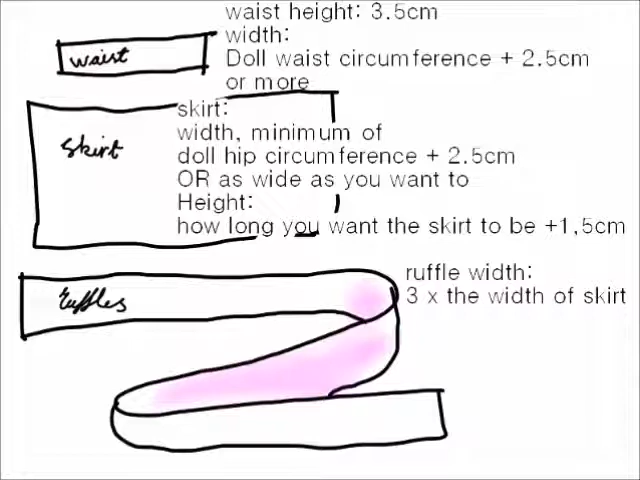 waist height: 3.5cm
width:
Doll waist circumference + 2.5cm
or more
waist
skirt:
width, minimum of
doll hip circumference + 2.5cm
OR as wide as you want to
Height:
how long you want the skirt to be +1,5cm
skirt
ruffle width:
3 x the width of skirt
ruffles